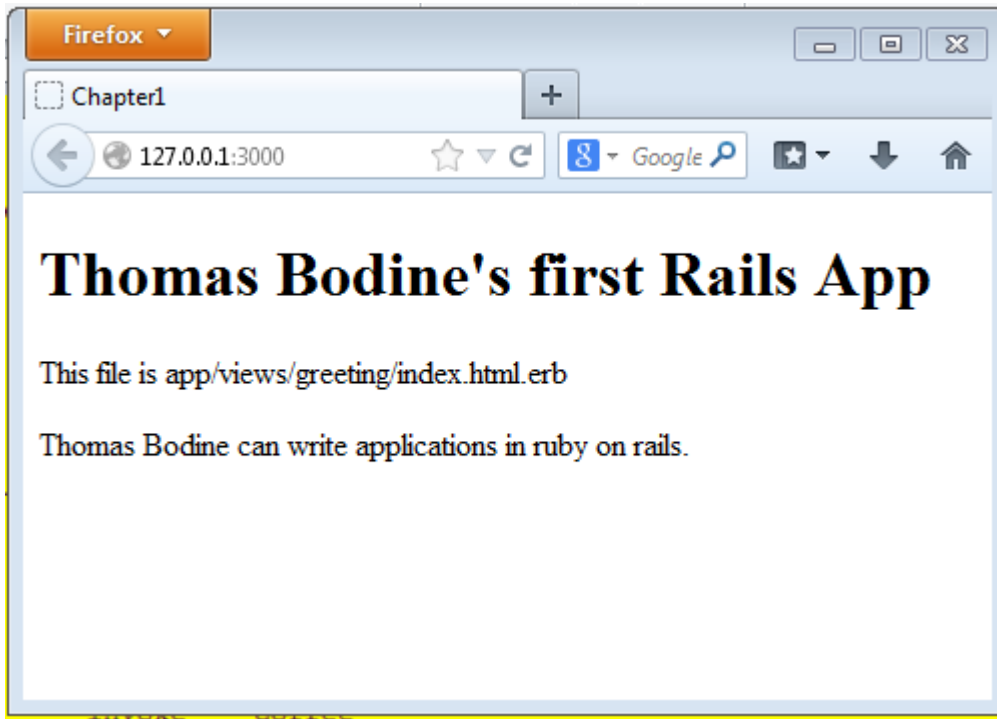 Firefox
Chapter1
127.0.0.1:3000
8 Google
Thomas Bodine's first Rails App
This file is app/views/greeting/index.html.erb
Thomas Bodine can write applications in ruby on rails.